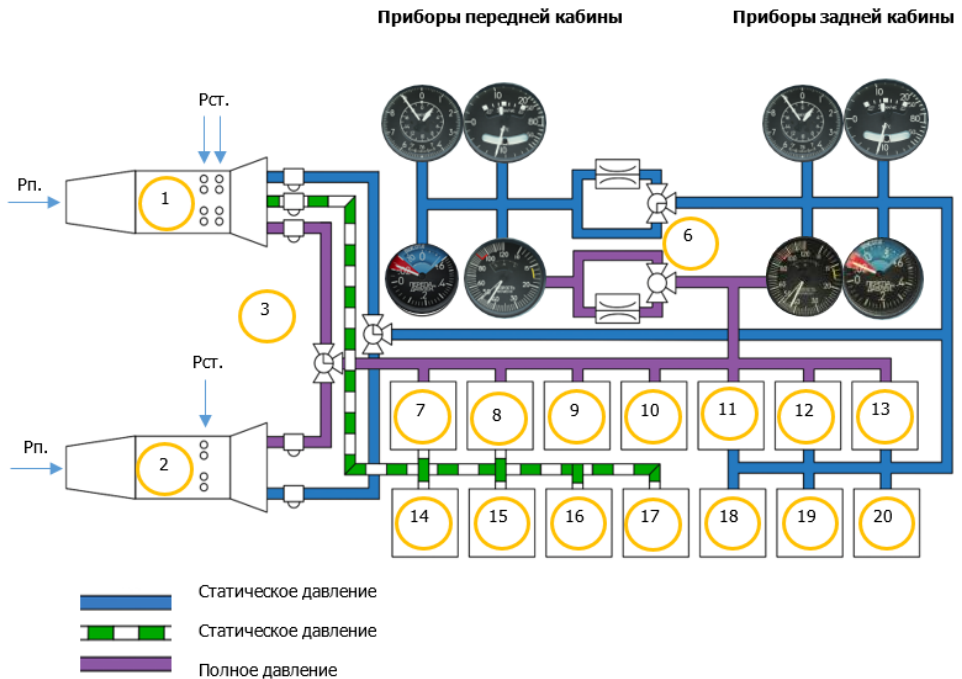 Приборы передней кабины
Приборы задней кабины
Рст.
Рп.
1
3
6
Рст.
Рп.
2
7
8
9
10
11
12
13
14
15
16
17
18
19
20
Статическое давление
Статическое давление
Полное давление